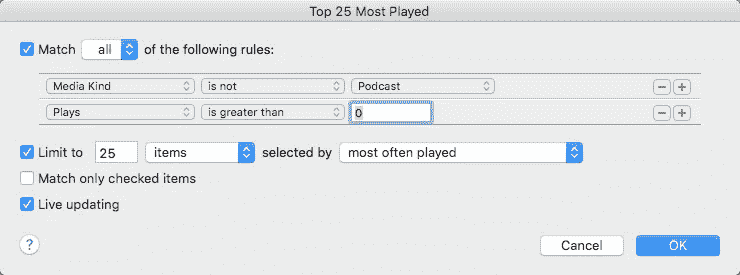 Top 25 Most Played
Match all of the following rules:
Media Kind is not Podcast
Plays is greater than 0
Limit to 25 items selected by most often played
Match only checked items
Live updating
? Cancel OK